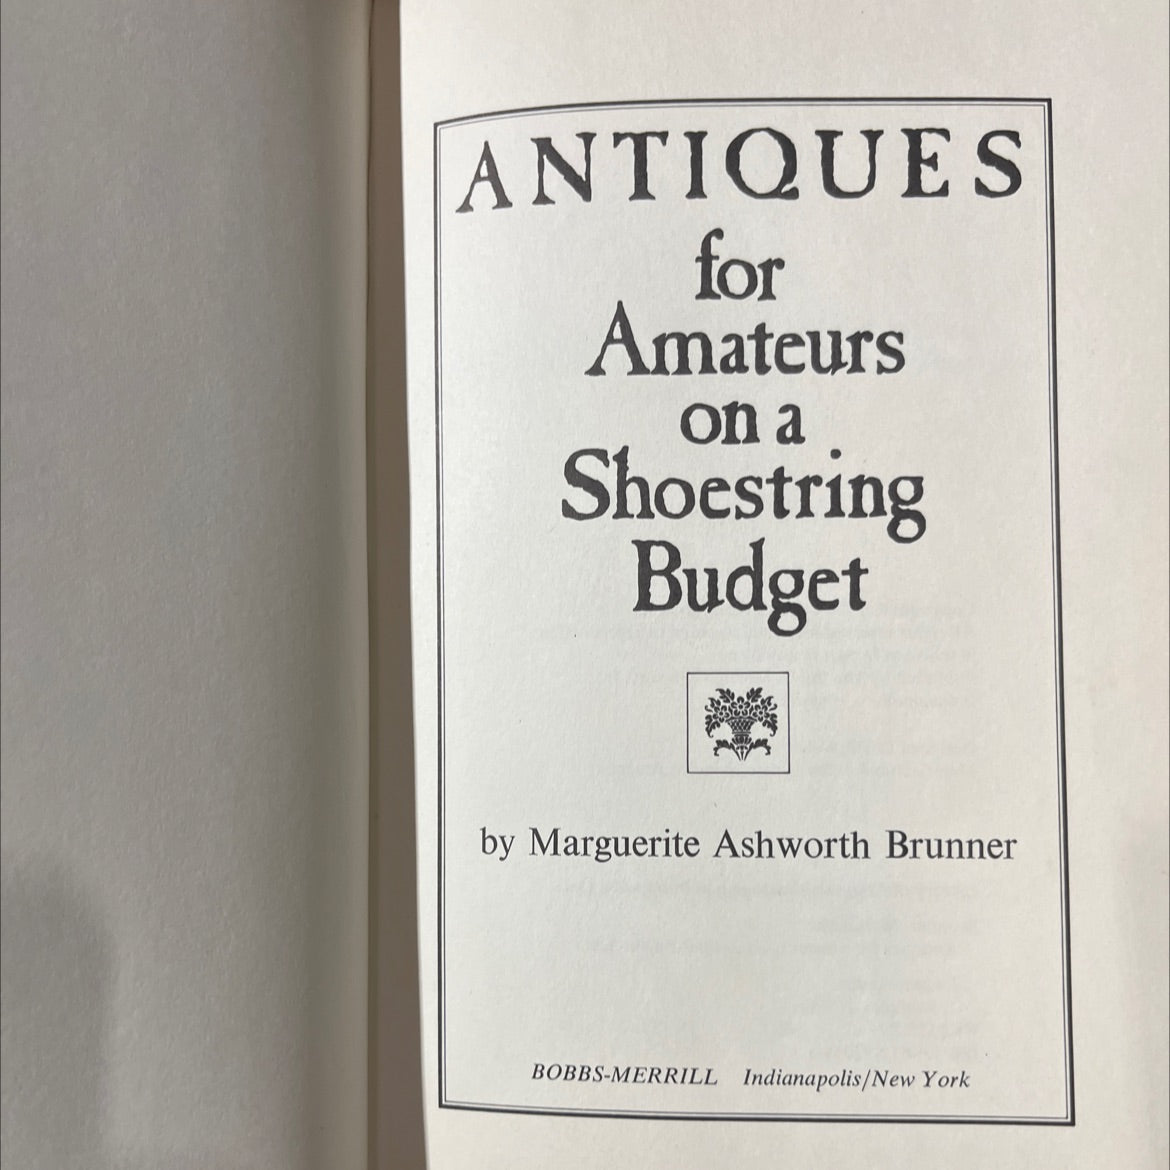 ANTIQUES
for
Amateurs
on a
Shoestring
Budget
by Marguerite Ashworth Brunner
BOBBS-MERRILL Indianapolis/New York